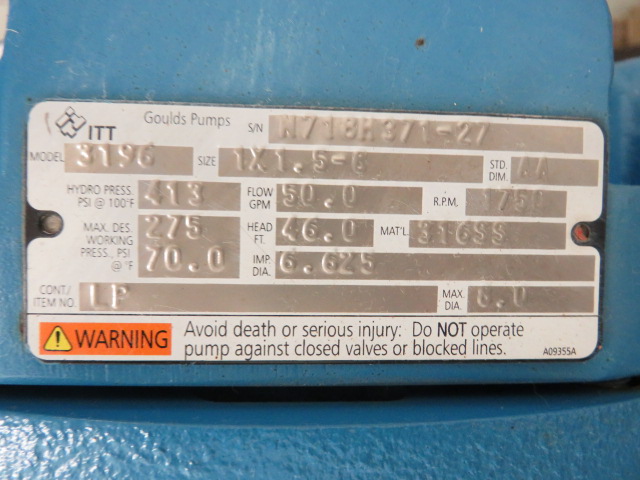 ITT Goulds Pumps S/N N718H371-27
MODEL 3196 SIZE 1X1.5-8 STD. DIM. AA
HYDRO PRESS. PSI @ 100°F 413 FLOW GPM 50.0 R.P.M. 1750
MAX. DES. WORKING PRESS., PSI @ °F 275 70.0 HEAD FT. 46.0 MAT'L. 316SS
IMP. DIA. 6.625
CONT./ ITEM NO. LP MAX. DIA. 8.0
WARNING Avoid death or serious injury: Do NOT operate
pump against closed valves or blocked lines. A09355A